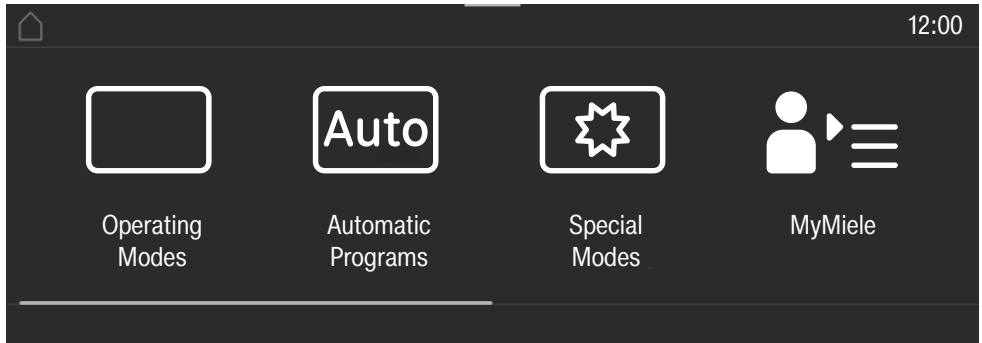 12:00
Auto
Operating
Modes
Automatic
Programs
Special
Modes
MyMiele